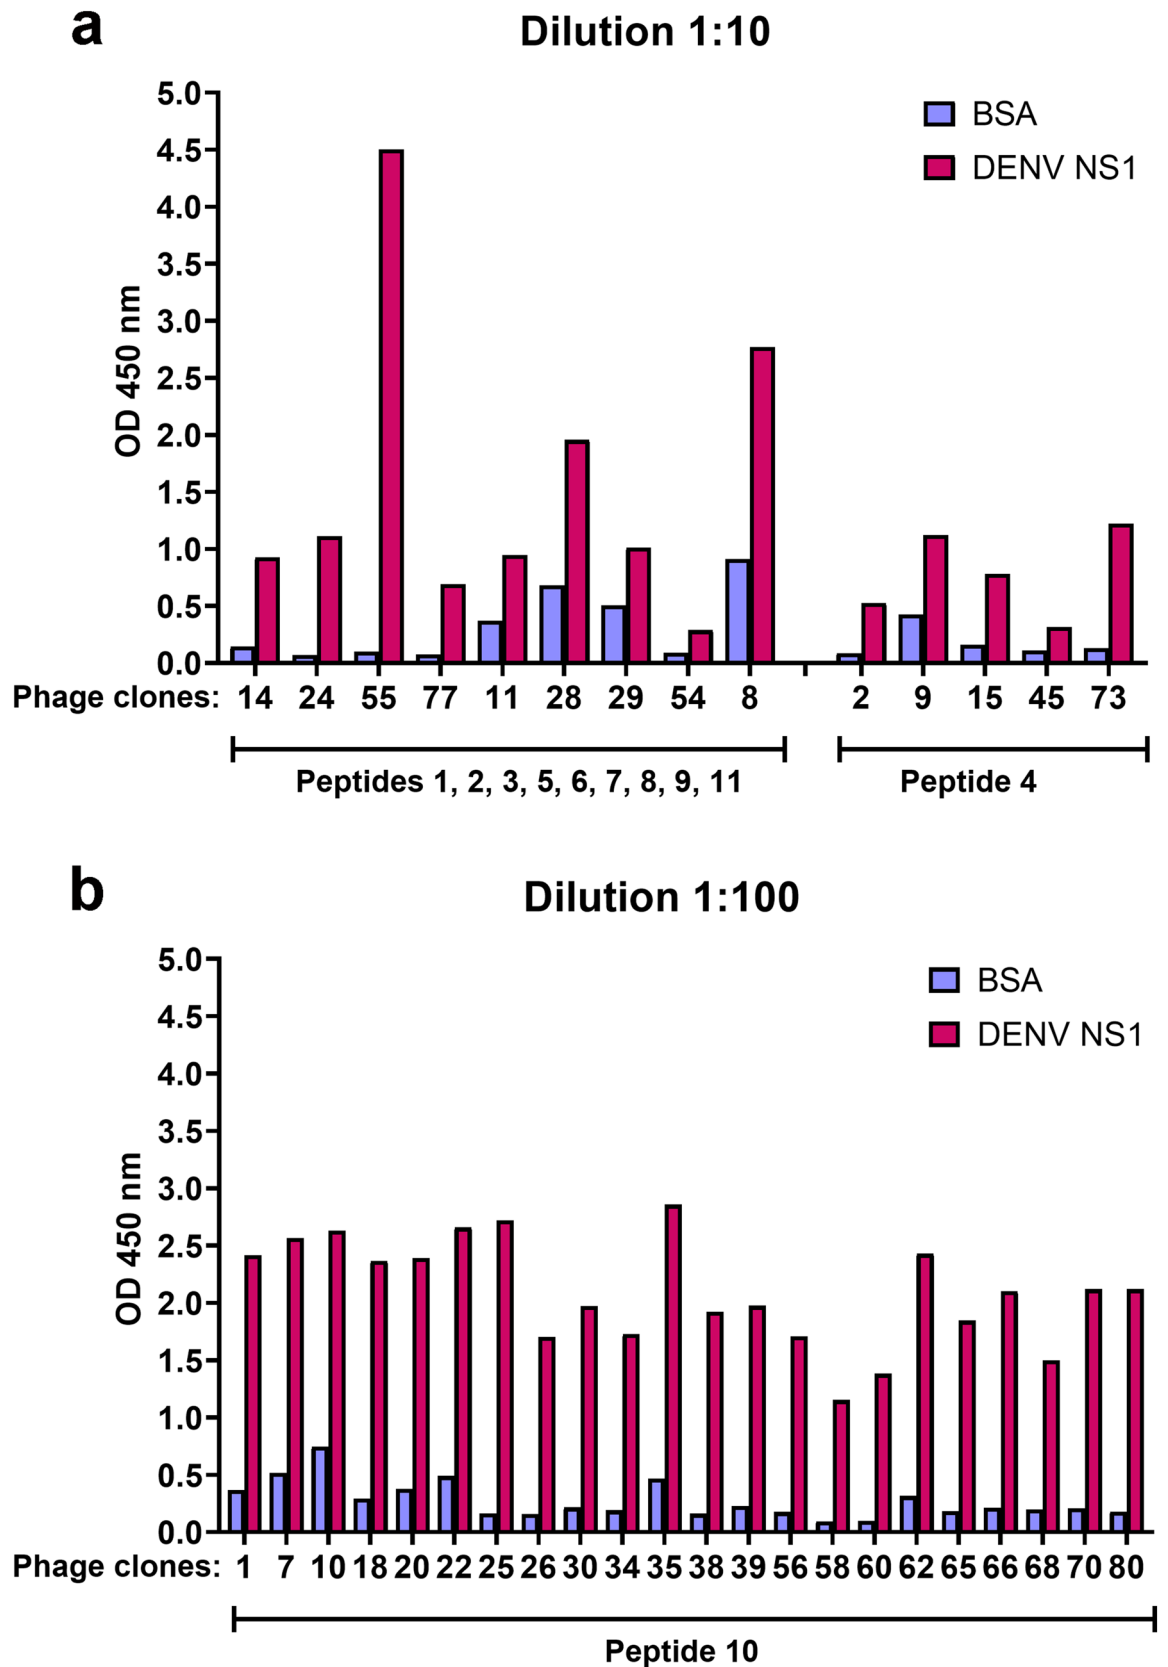 a
Dilution 1:10
5.0
4.5
4.0
3.5
3.0
2.5
2.0
1.5
1.0
0.5
0.0
OD 450 nm
BSA
DENV NS1
Phage clones: 14 24 55 77 11 28 29 54 8 2 9 15 45 73
Peptides 1, 2, 3, 5, 6, 7, 8, 9, 11 Peptide 4
b
Dilution 1:100
5.0
4.5
4.0
3.5
3.0
2.5
2.0
1.5
1.0
0.5
0.0
OD 450 nm
BSA
DENV NS1
Phage clones: 1 7 10 18 20 22 25 26 30 34 35 38 39 56 58 60 62 65 66 68 70 80
Peptide 10